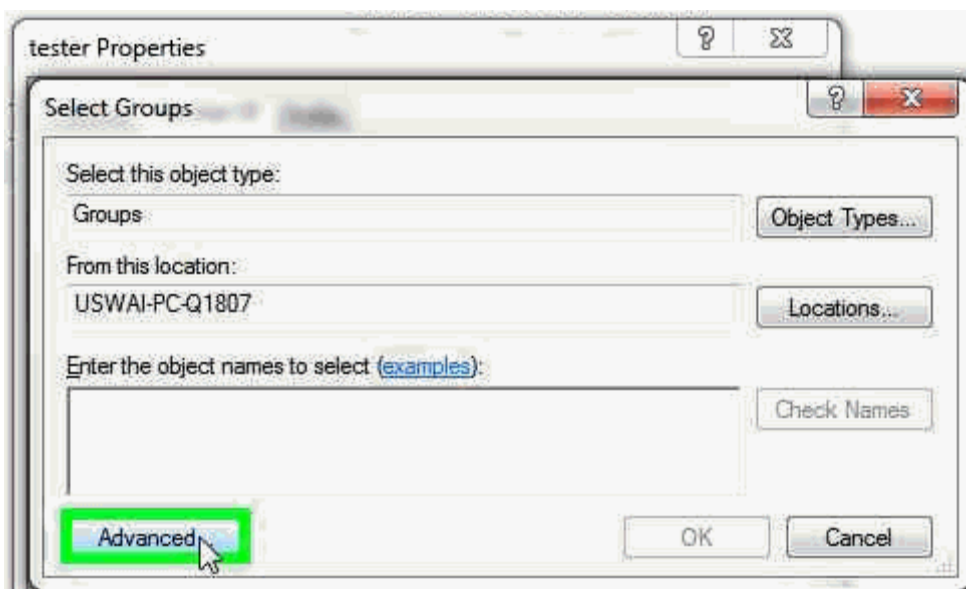 tester Properties
Select Groups
Select this object type:
Groups
Object Types...
From this location:
USWAI-PC-Q1807
Locations...
Enter the object names to select (examples):
Check Names
Advanced...
OK
Cancel